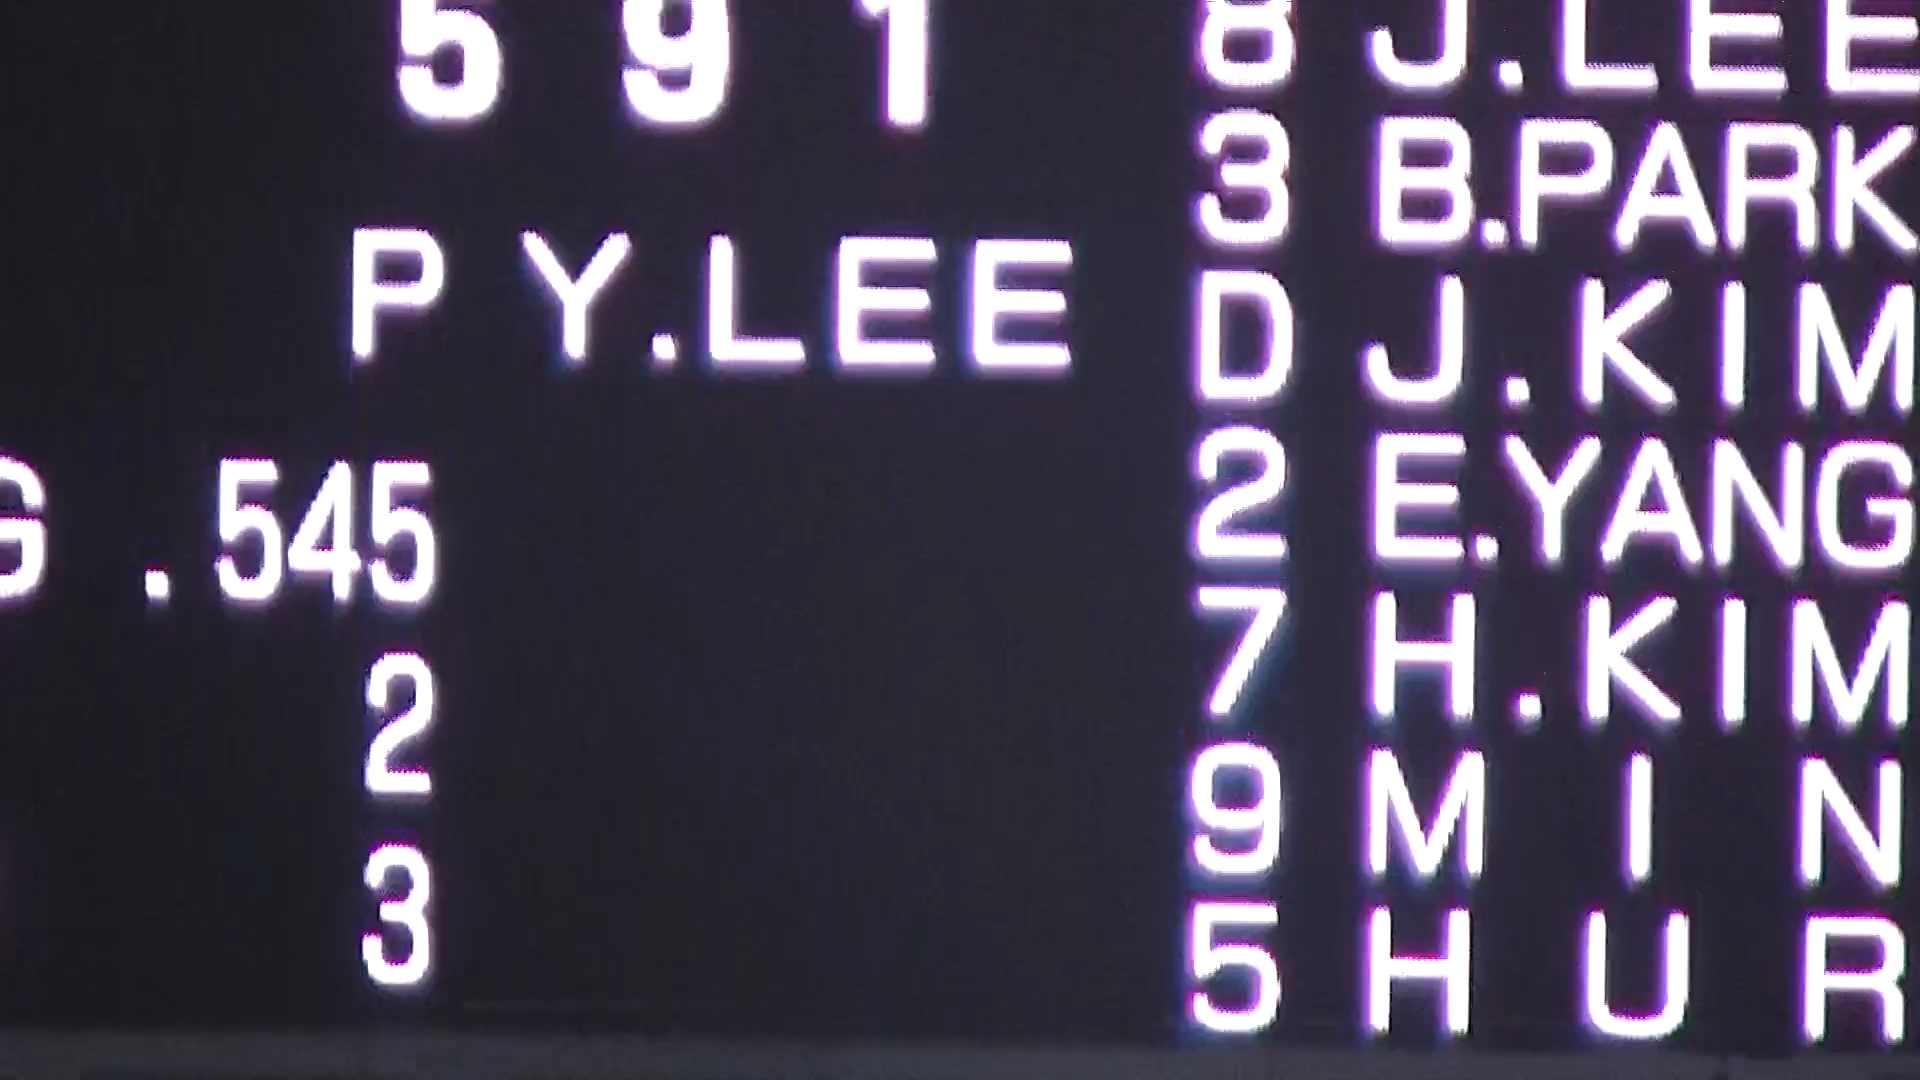 5 9 1
P Y.LEE
G .545
2
3
8 J.LEE
3 B.PARK
D J.KIM
2 E.YANG
7 H.KIM
9 MIN
5 HUR